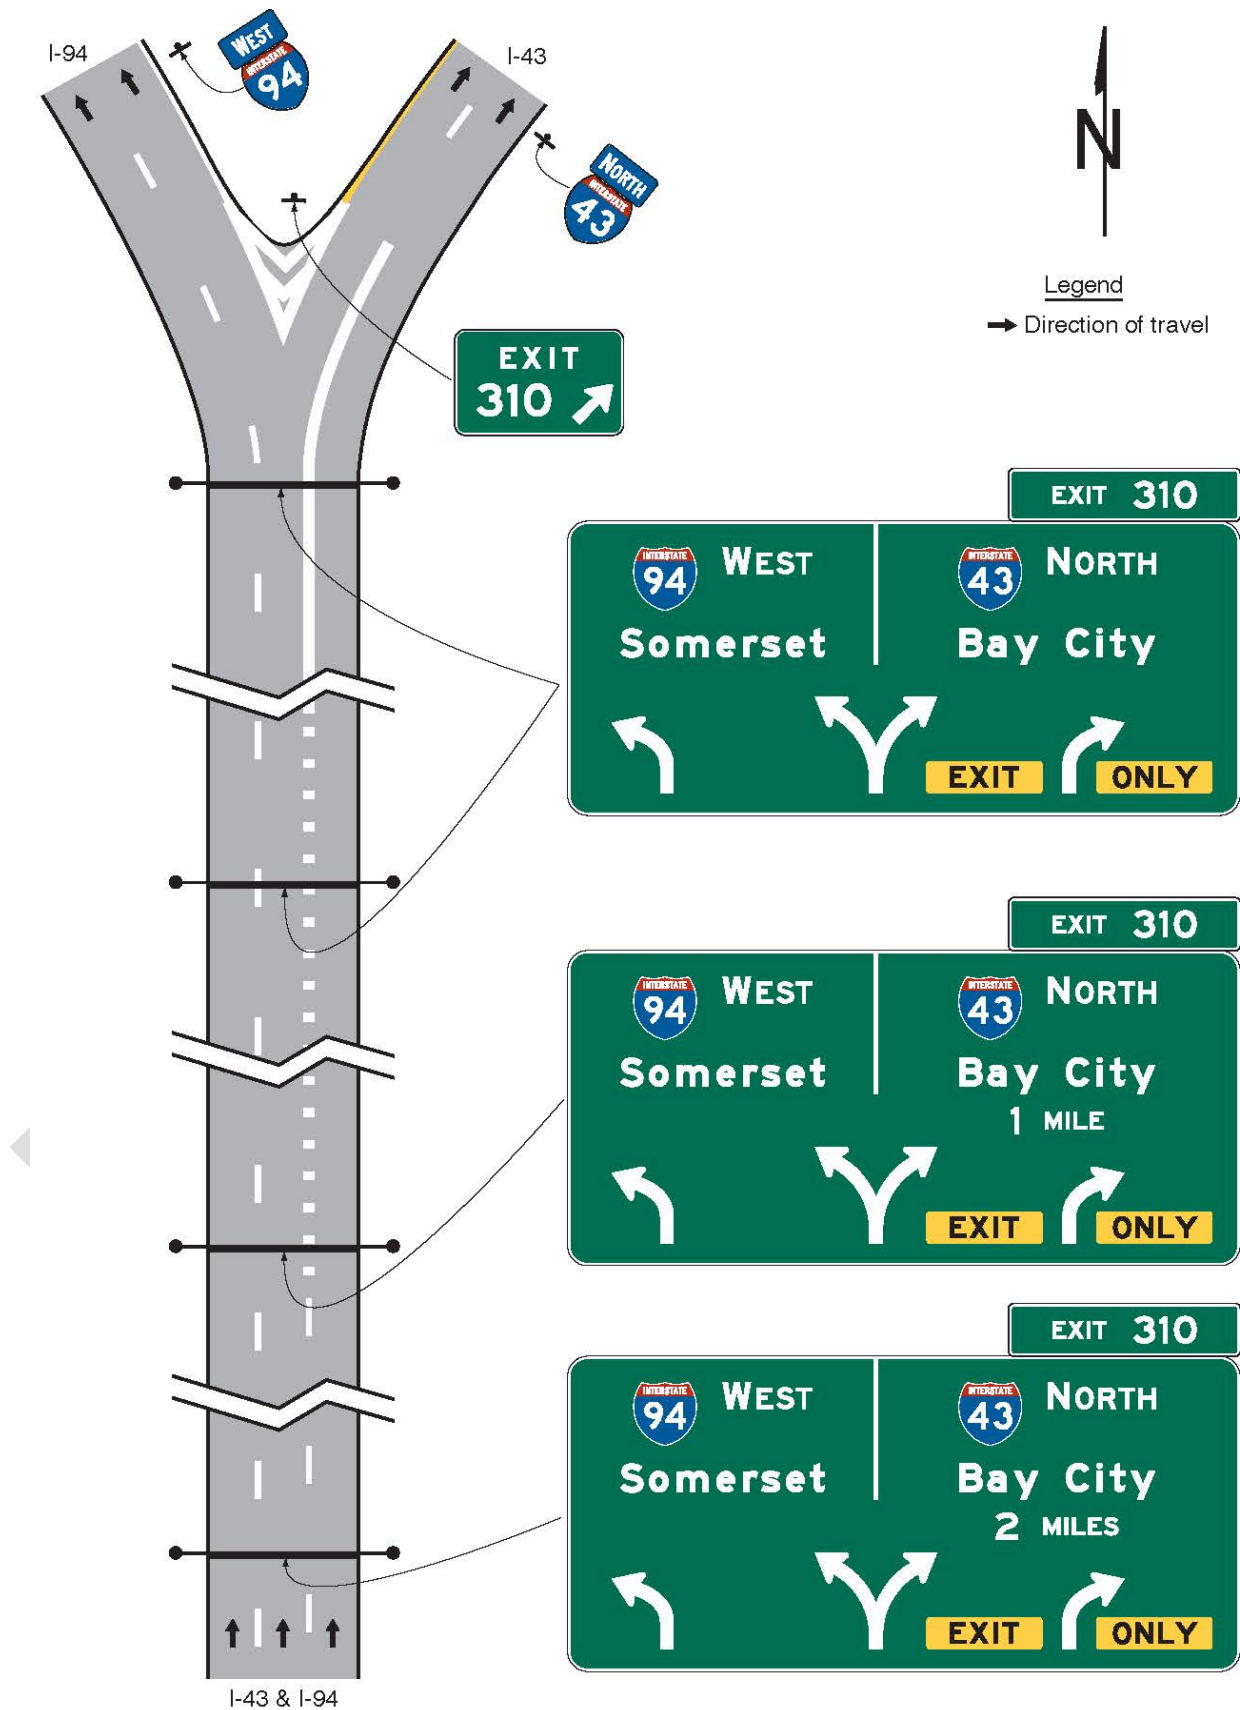 I-94
WEST
INTERSTATE
94
I-43
NORTH
INTERSTATE
43
N
Legend
Direction of travel
EXIT
310
EXIT 310
INTERSTATE
94 WEST
INTERSTATE
43 NORTH
Somerset
Bay City
EXIT ONLY
EXIT 310
INTERSTATE
94 WEST
INTERSTATE
43 NORTH
Somerset
Bay City
1 MILE
EXIT ONLY
EXIT 310
INTERSTATE
94 WEST
INTERSTATE
43 NORTH
Somerset
Bay City
2 MILES
EXIT ONLY
I-43 & I-94